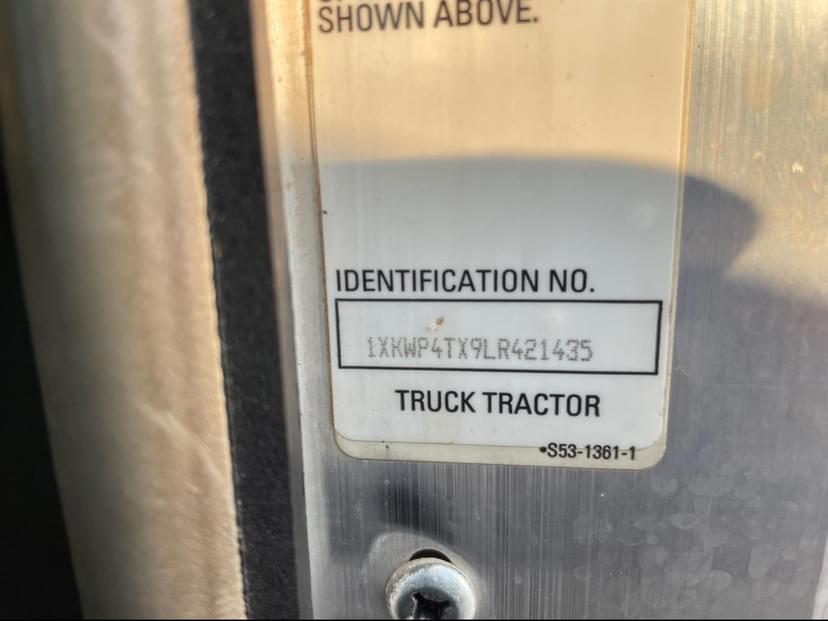 SHOWN ABOVE.
IDENTIFICATION NO.
1XKWP4TX9LR421435
TRUCK TRACTOR
•S53-1361-1